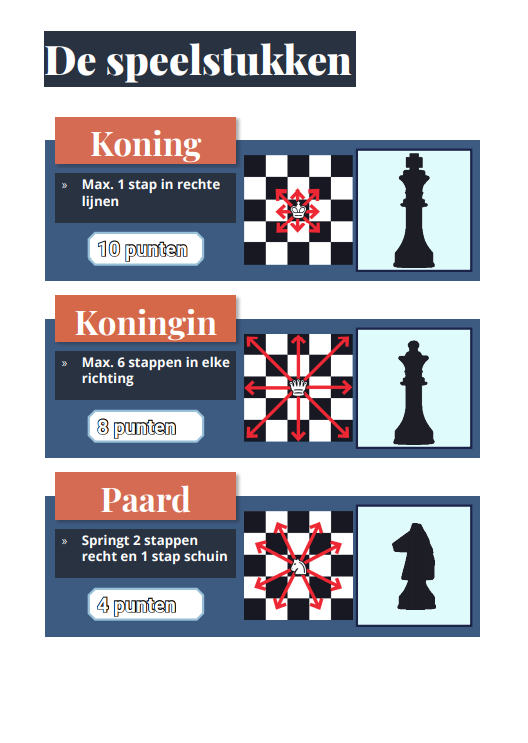 De speelstukken
Koning
» Max. 1 stap in rechte
lijnen
10 punten
Koningin
» Max. 6 stappen in elke
richting
8 punten
Paard
» Springt 2 stappen
recht en 1 stap schuin
4 punten